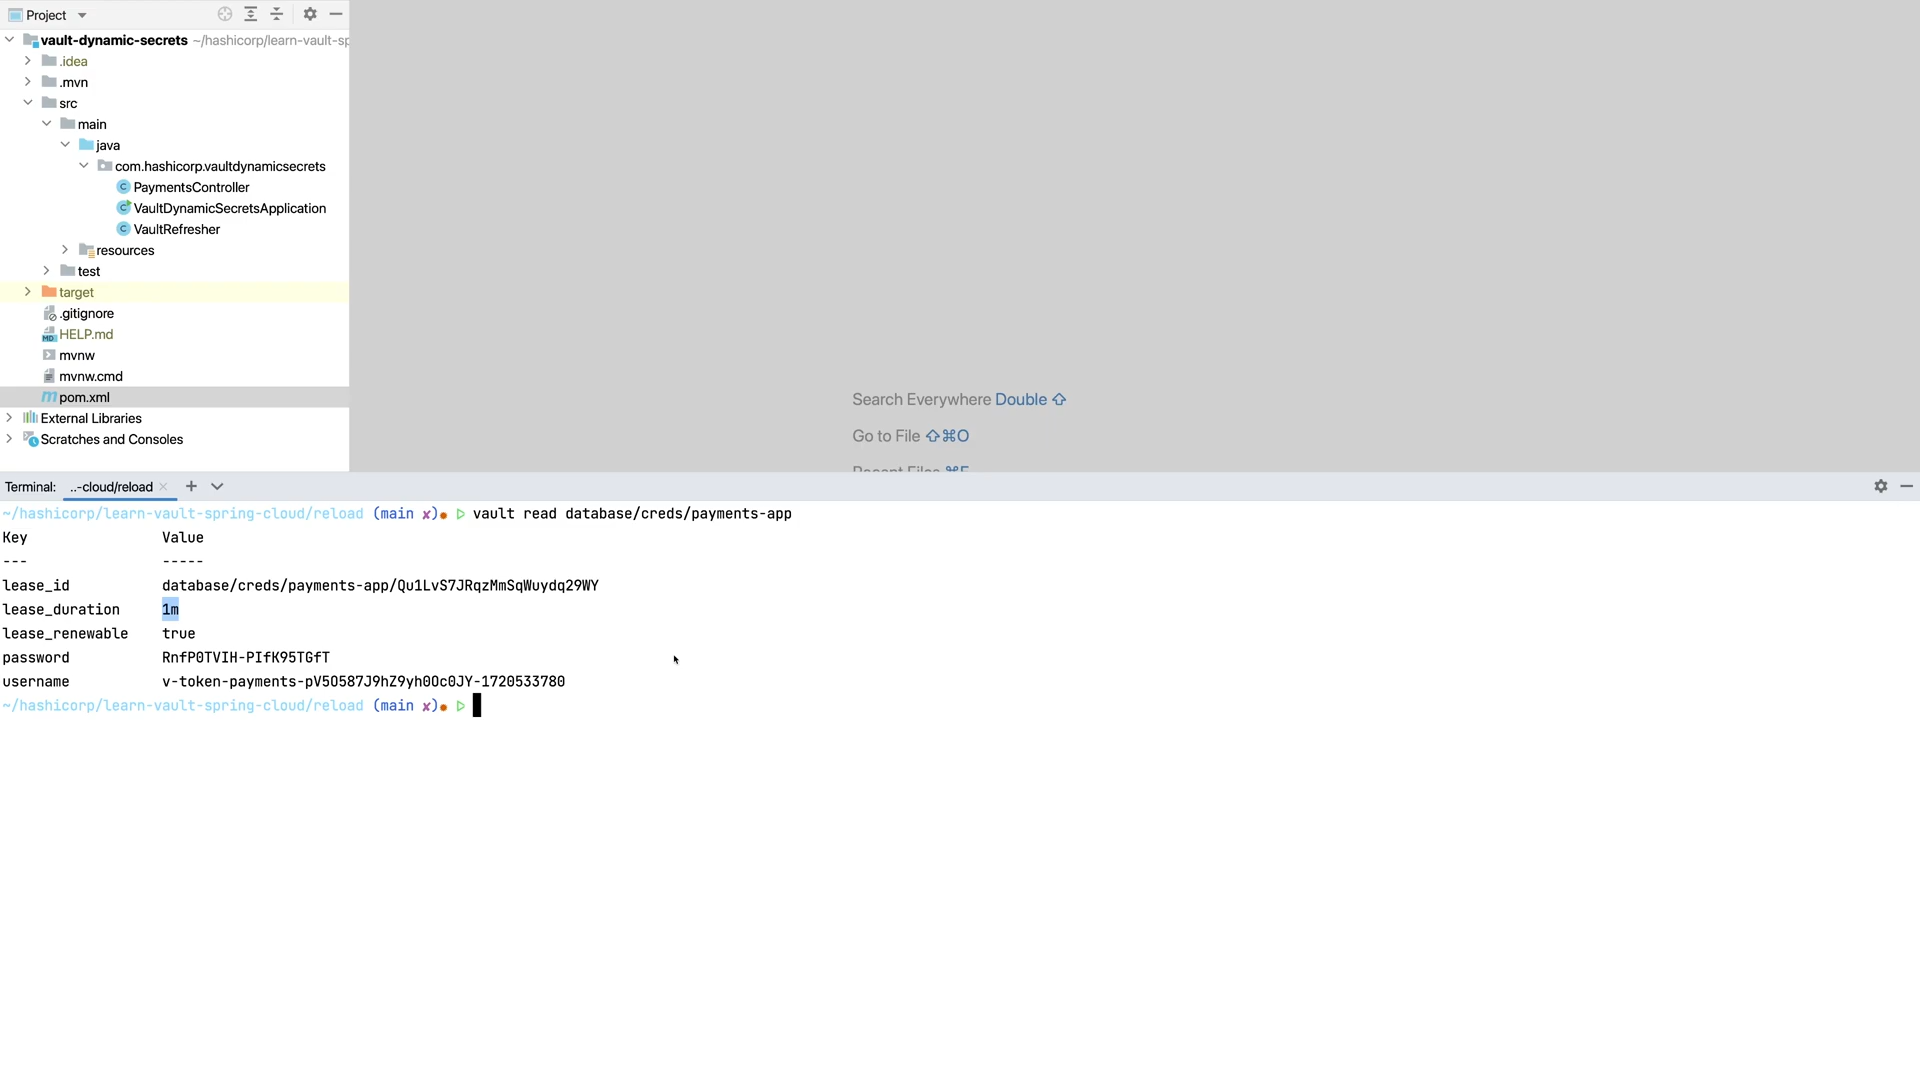 Project
vault-dynamic-secrets ~/hashicorp/learn-vault-sp
.idea
.mvn
src
main
java
com.hashicorp.vaultdynamicsecrets
C PaymentsController
C VaultDynamicSecretsApplication
C VaultRefresher
resources
test
target
.gitignore
MD HELP.md
mvnw
mvnw.cmd
m pom.xml
External Libraries
Scratches and Consoles
Search Everywhere Double ⇧
Go to File ⇧⌘O
Recent Files ⌘E
Terminal: ..-cloud/reload × +
~/hashicorp/learn-vault-spring-cloud/reload (main ✘)● ▷ vault read database/creds/payments-app
Key Value
--- -----
lease_id database/creds/payments-app/Qu1LvS7JRqzMmSqWuydq29WY
lease_duration 1m
lease_renewable true
password RnfP0TVIH-PIfK95TGfT
username v-token-payments-pV5O587J9hZ9yh0Oc0JY-1720533780
~/hashicorp/learn-vault-spring-cloud/reload (main ✘)● ▷